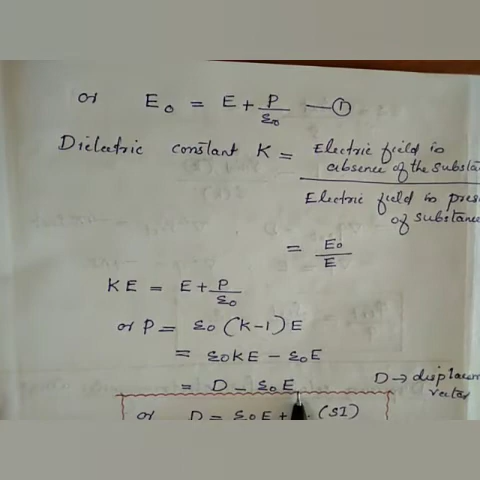 or E₀ = E + P/ε₀ —①
Dielectric constant K = Electric field in absence of the substa / Electric field in pres of substance
= E₀/E
KE = E + P/ε₀
or P = ε₀ (K-1) E
= ε₀KE - ε₀E
= D - ε₀E D → displacem vector
or D = ε₀E + (SI)